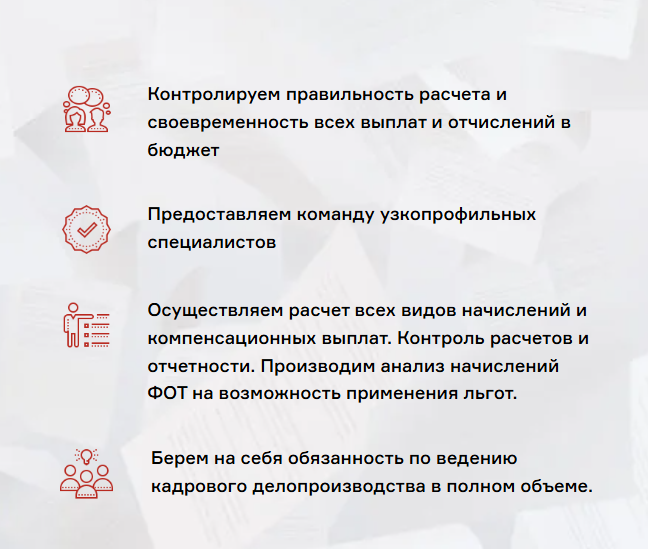 Контролируем правильность расчета и
своевременность всех выплат и отчислений в
бюджет
Предоставляем команду узкопрофильных
специалистов
Осуществляем расчет всех видов начислений и
компенсационных выплат. Контроль расчетов и
отчетности. Производим анализ начислений
ФОТ на возможность применения льгот.
Берем на себя обязанность по ведению
кадрового делопроизводства в полном объеме.